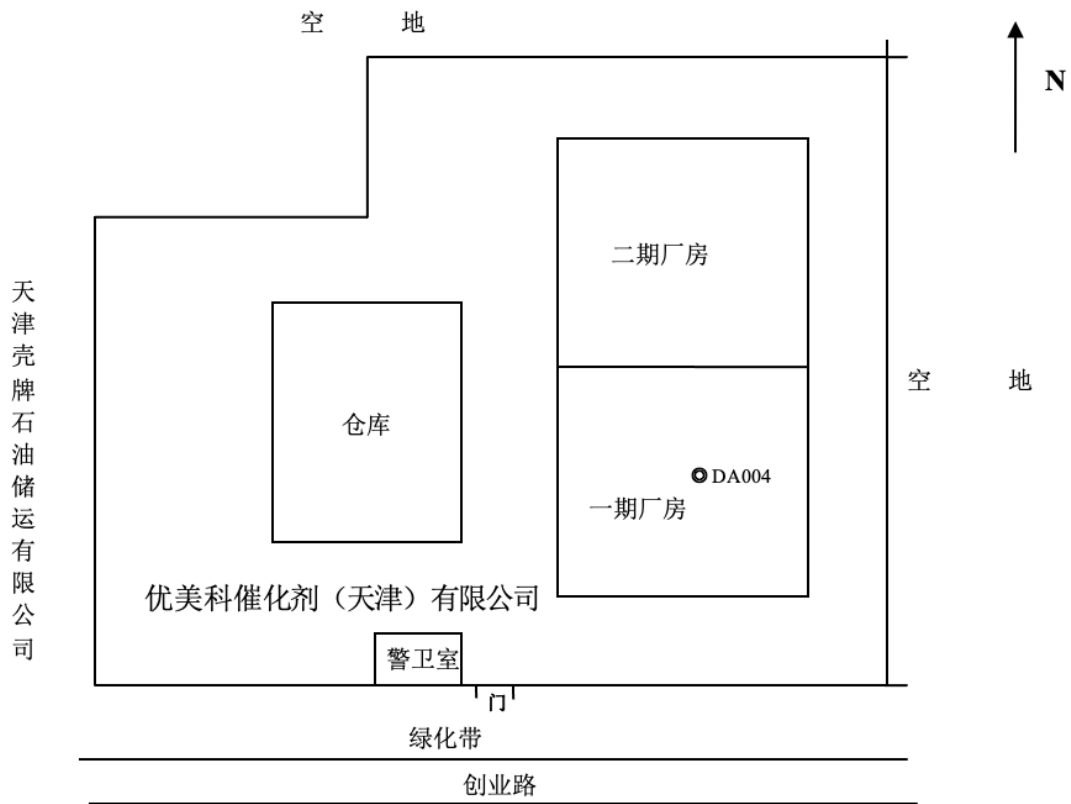 空 地
N
二期厂房
天津壳牌石油储运有限公司
空 地
仓库
DA004
一期厂房
优美科催化剂（天津）有限公司
警卫室
门
绿化带
创业路